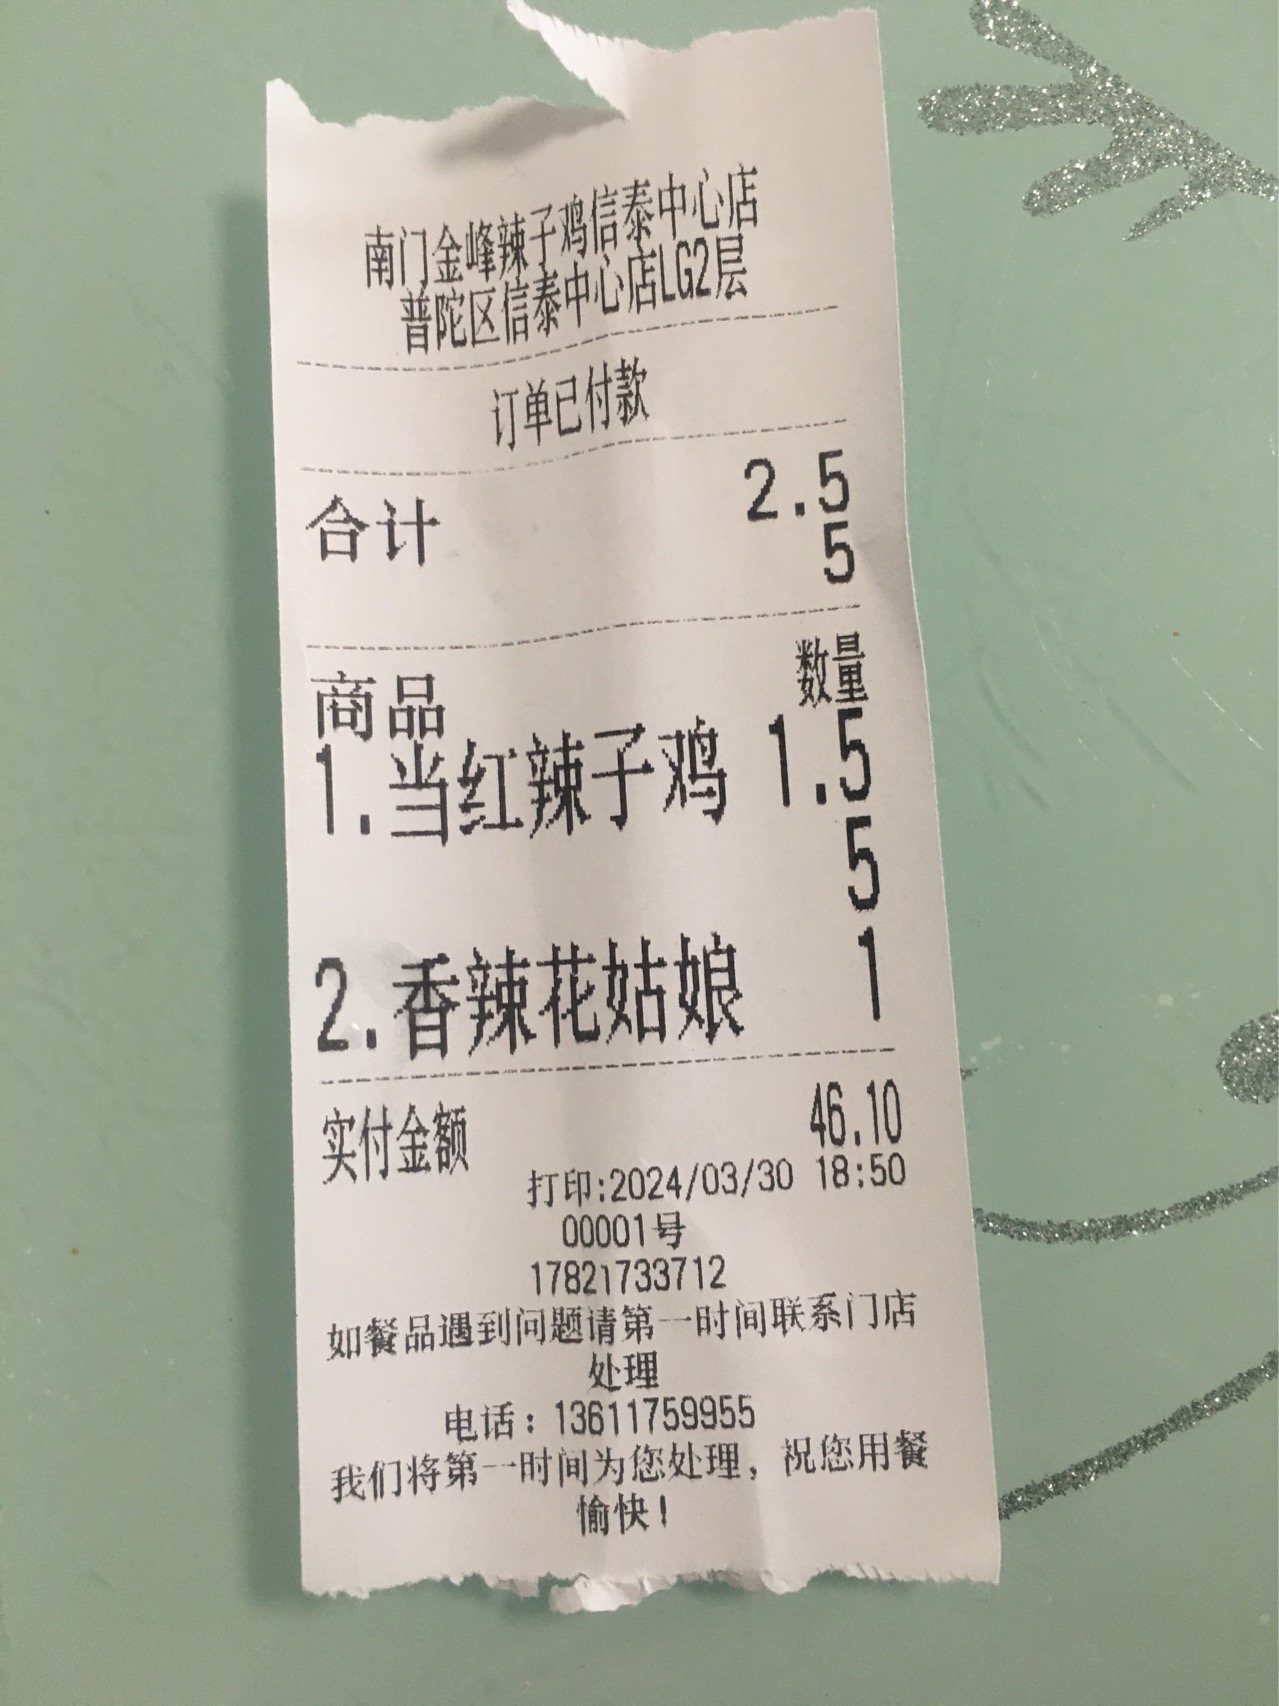 南门金峰辣子鸡信泰中心店
普陀区信泰中心店LG2层
订单已付款
合计 2.5
5
商品 数量
1.当红辣子鸡 1.5
5
2.香辣花姑娘 1
实付金额 46.10
打印:2024/03/30 18:50
00001号
17821733712
如餐品遇到问题请第一时间联系门店
处理
电话：13611759955
我们将第一时间为您处理，祝您用餐
愉快！